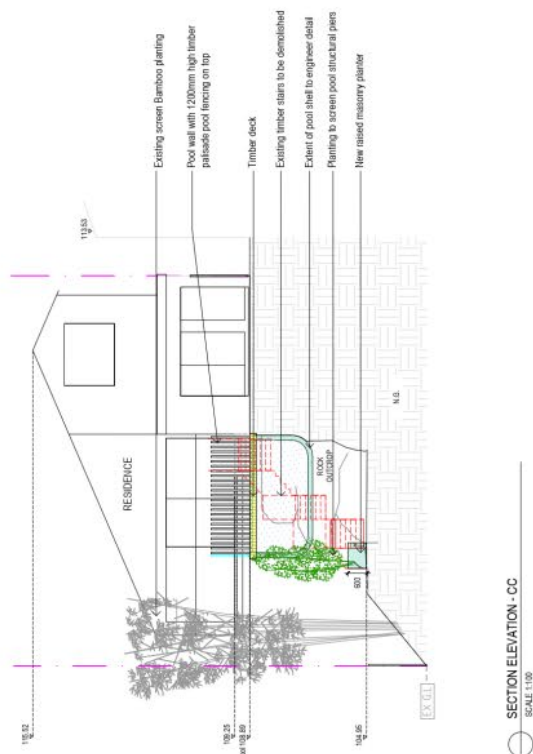 Existing screen Bamboo planting
Pool wall with 1200mm high timber
palisade pool fencing on top
Timber deck
Existing timber stairs to be demolished
Extent of pool shell to engineer detail
Planting to screen pool structural piers
New raised masonry planter
113.53
RESIDENCE
ROCK
OUTCROP
N.G.
600
115.52
109.25
108.89
104.95
EX G.L
SECTION ELEVATION - CC
SCALE 1:100